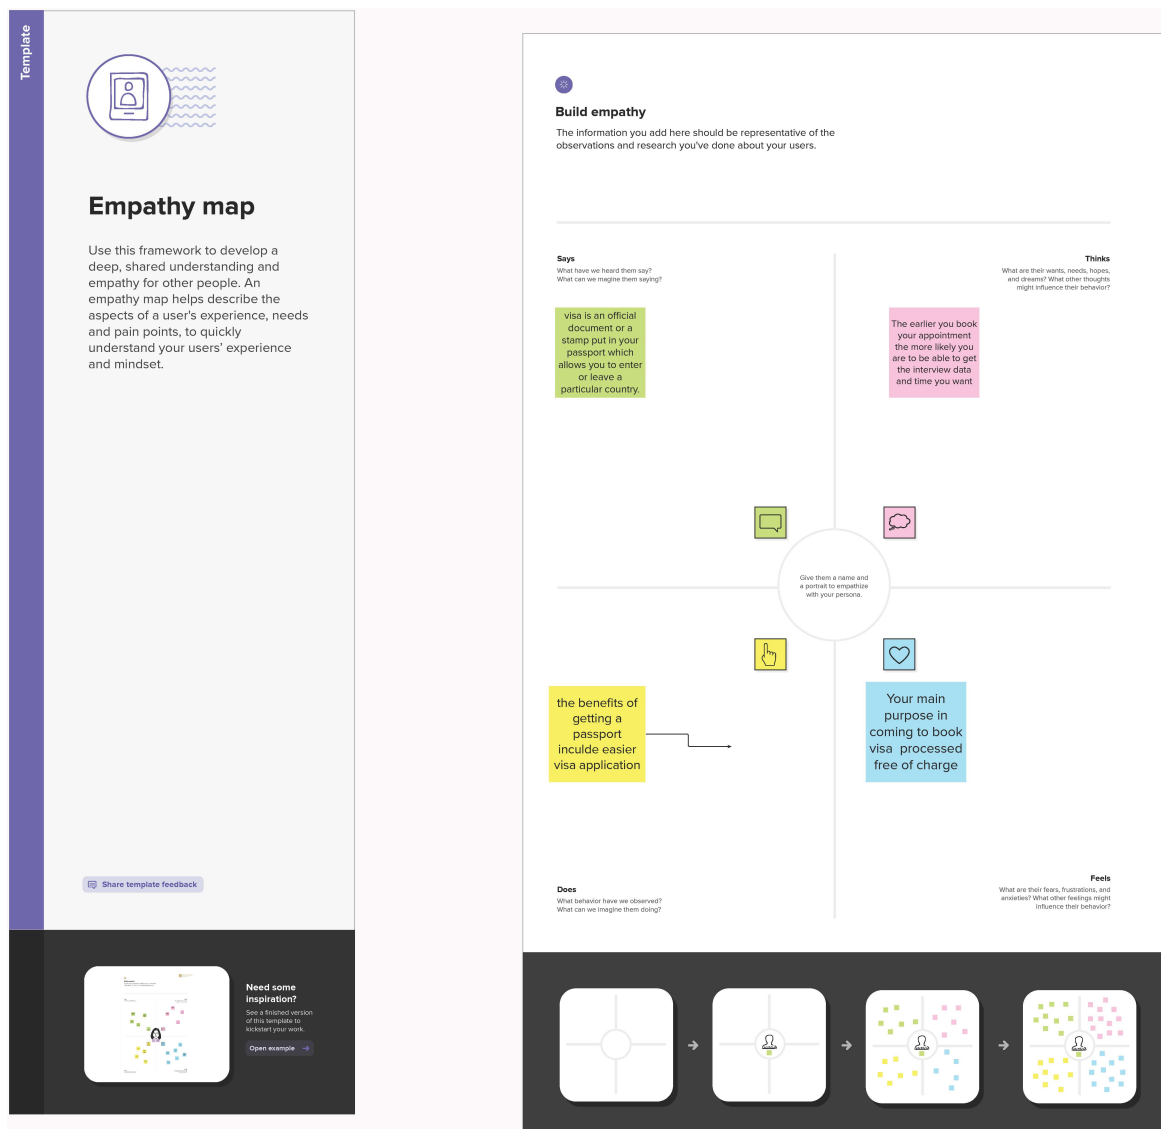 Template
Empathy map
Use this framework to develop a
deep, shared understanding and
empathy for other people. An
empathy map helps describe the
aspects of a user's experience, needs
and pain points, to quickly
understand your users' experience
and mindset.
Share template feedback
Need some
inspiration?
See a finished version
of this template to
kickstart your work.
Open example
Build empathy
The information you add here should be representative of the
observations and research you've done about your users.
Says
What have we heard them say?
What can we magine them saying?
visa is an official
document or a
stamp put in your
passport which
allows you to enter
or leave a
particular country.
Thinks
What are their wants, needs, hopes,
and dreams? What other thoughts
might influence their behavior?
The earlier you book
your appointment
the more likely you
are to be able to get
the interview data
and time you want
Give them a name and
a portrait to empathize
with your persona.
the benefits of
getting a
passport
inculde easier
visa application
Your main
purpose in
coming to book
visa processed
free of charge
Does
What behavior have we observed?
What can we imagine them doing?
Feels
What are their fears, frustrations, and
anxieties? What other feelings might
influence their behavior?